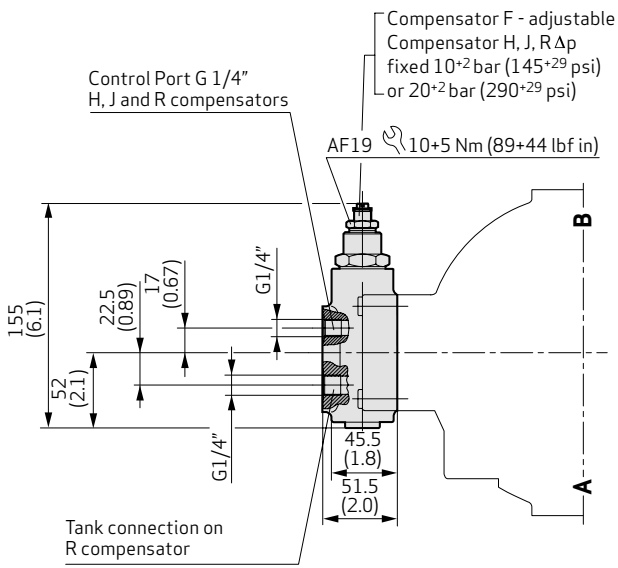 Compensator F - adjustable
Compensator H, J, R Δp
fixed 10+2 bar (145+29 psi)
or 20+2 bar (290+29 psi)
Control Port G 1/4”
H, J and R compensators
AF19 10+5 Nm (89+44 lbf in)
155
(6.1)
22.5
(0.89)
17
(0.67)
G1/4”
52
(2.1)
G1/4”
45.5
(1.8)
51.5
(2.0)
B
A
Tank connection on
R compensator